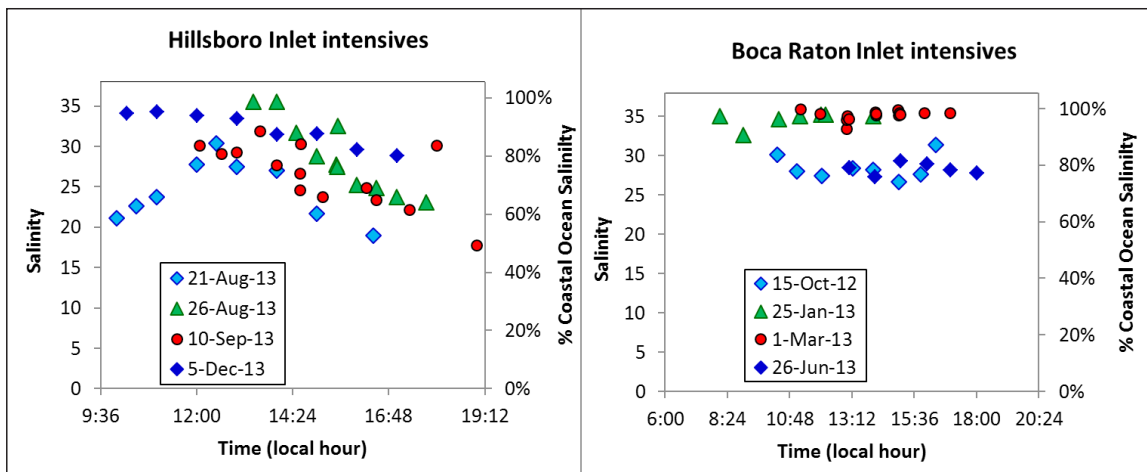 Hillsboro Inlet intensives
35
30
25
20
15
10
5
0
Salinity
100%
80%
60%
40%
20%
0%
% Coastal Ocean Salinity
21-Aug-13
26-Aug-13
10-Sep-13
5-Dec-13
9:36 12:00 14:24 16:48 19:12
Time (local hour)
Boca Raton Inlet intensives
35
30
25
20
15
10
5
0
Salinity
100%
80%
60%
40%
20%
0%
% Coastal Ocean Salinity
15-Oct-12
25-Jan-13
1-Mar-13
26-Jun-13
6:00 8:24 10:48 13:12 15:36 18:00 20:24
Time (local hour)